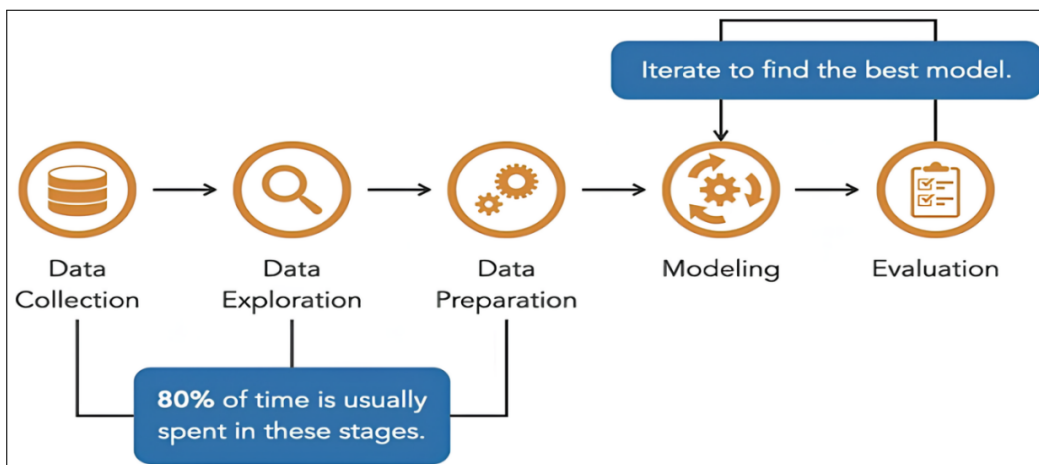 Iterate to find the best model.
Data
Collection
Data
Exploration
Data
Preparation
Modeling
Evaluation
80% of time is usually
spent in these stages.